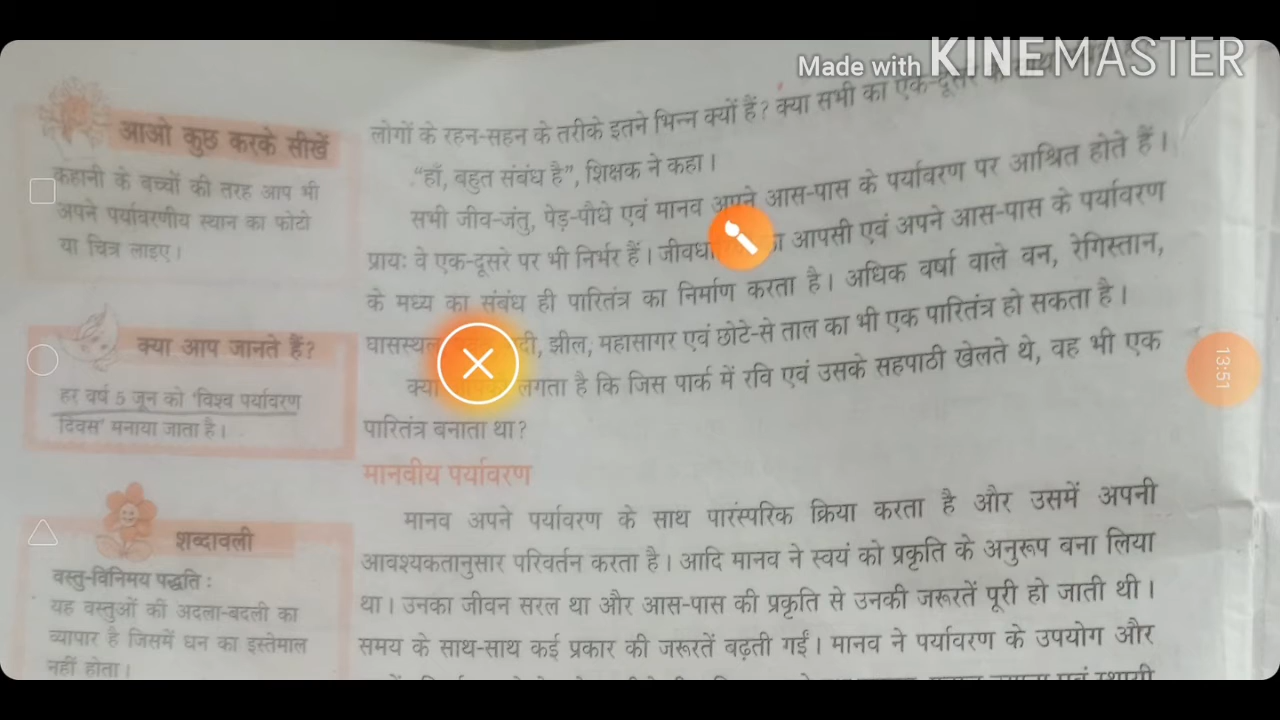 Made with KINEMASTER
आओ कुछ करके सीखें
कहानी के बच्चों की तरह आप भी
अपने पर्यावरणीय स्थान का फोटो
या चित्र लाइए।
क्या आप जानते हैं?
हर वर्ष 5 जून को 'विश्व पर्यावरण
दिवस' मनाया जाता है।
शब्दावली
वस्तु-विनिमय पद्धति :
यह वस्तुओं की अदला-बदली का
व्यापार है जिसमें धन का इस्तेमाल
नहीं होता।
लोगों के रहन-सहन के तरीके इतने भिन्न क्यों हैं? क्या सभी का एक-दूसरे
"हाँ, बहुत संबंध है", शिक्षक ने कहा।
सभी जीव-जंतु, पेड़-पौधे एवं मानव अपने आस-पास के पर्यावरण पर आश्रित होते हैं।
प्रायः वे एक-दूसरे पर भी निर्भर हैं। आपसी एवं अपने आस-पास के पर्यावरण
के मध्य का संबंध ही पारितंत्र का निर्माण करता है। अधिक वर्षा वाले वन, रेगिस्तान,
झील, महासागर एवं छोटे-से ताल का भी एक पारितंत्र हो सकता है।
क्या लगता है कि जिस पार्क में रवि एवं उसके सहपाठी खेलते थे, वह भी एक
पारितंत्र बनाता था?
मानवीय पर्यावरण
मानव अपने पर्यावरण के साथ पारंस्परिक क्रिया करता है और उसमें अपनी
आवश्यकतानुसार परिवर्तन करता है। आदि मानव ने स्वयं को प्रकृति के अनुरूप बना लिया
था। उनका जीवन सरल था और आस-पास की प्रकृति से उनकी जरूरतें पूरी हो जाती थी।
समय के साथ-साथ कई प्रकार की जरूरतें बढ़ती गईं। मानव ने पर्यावरण के उपयोग और
13:51